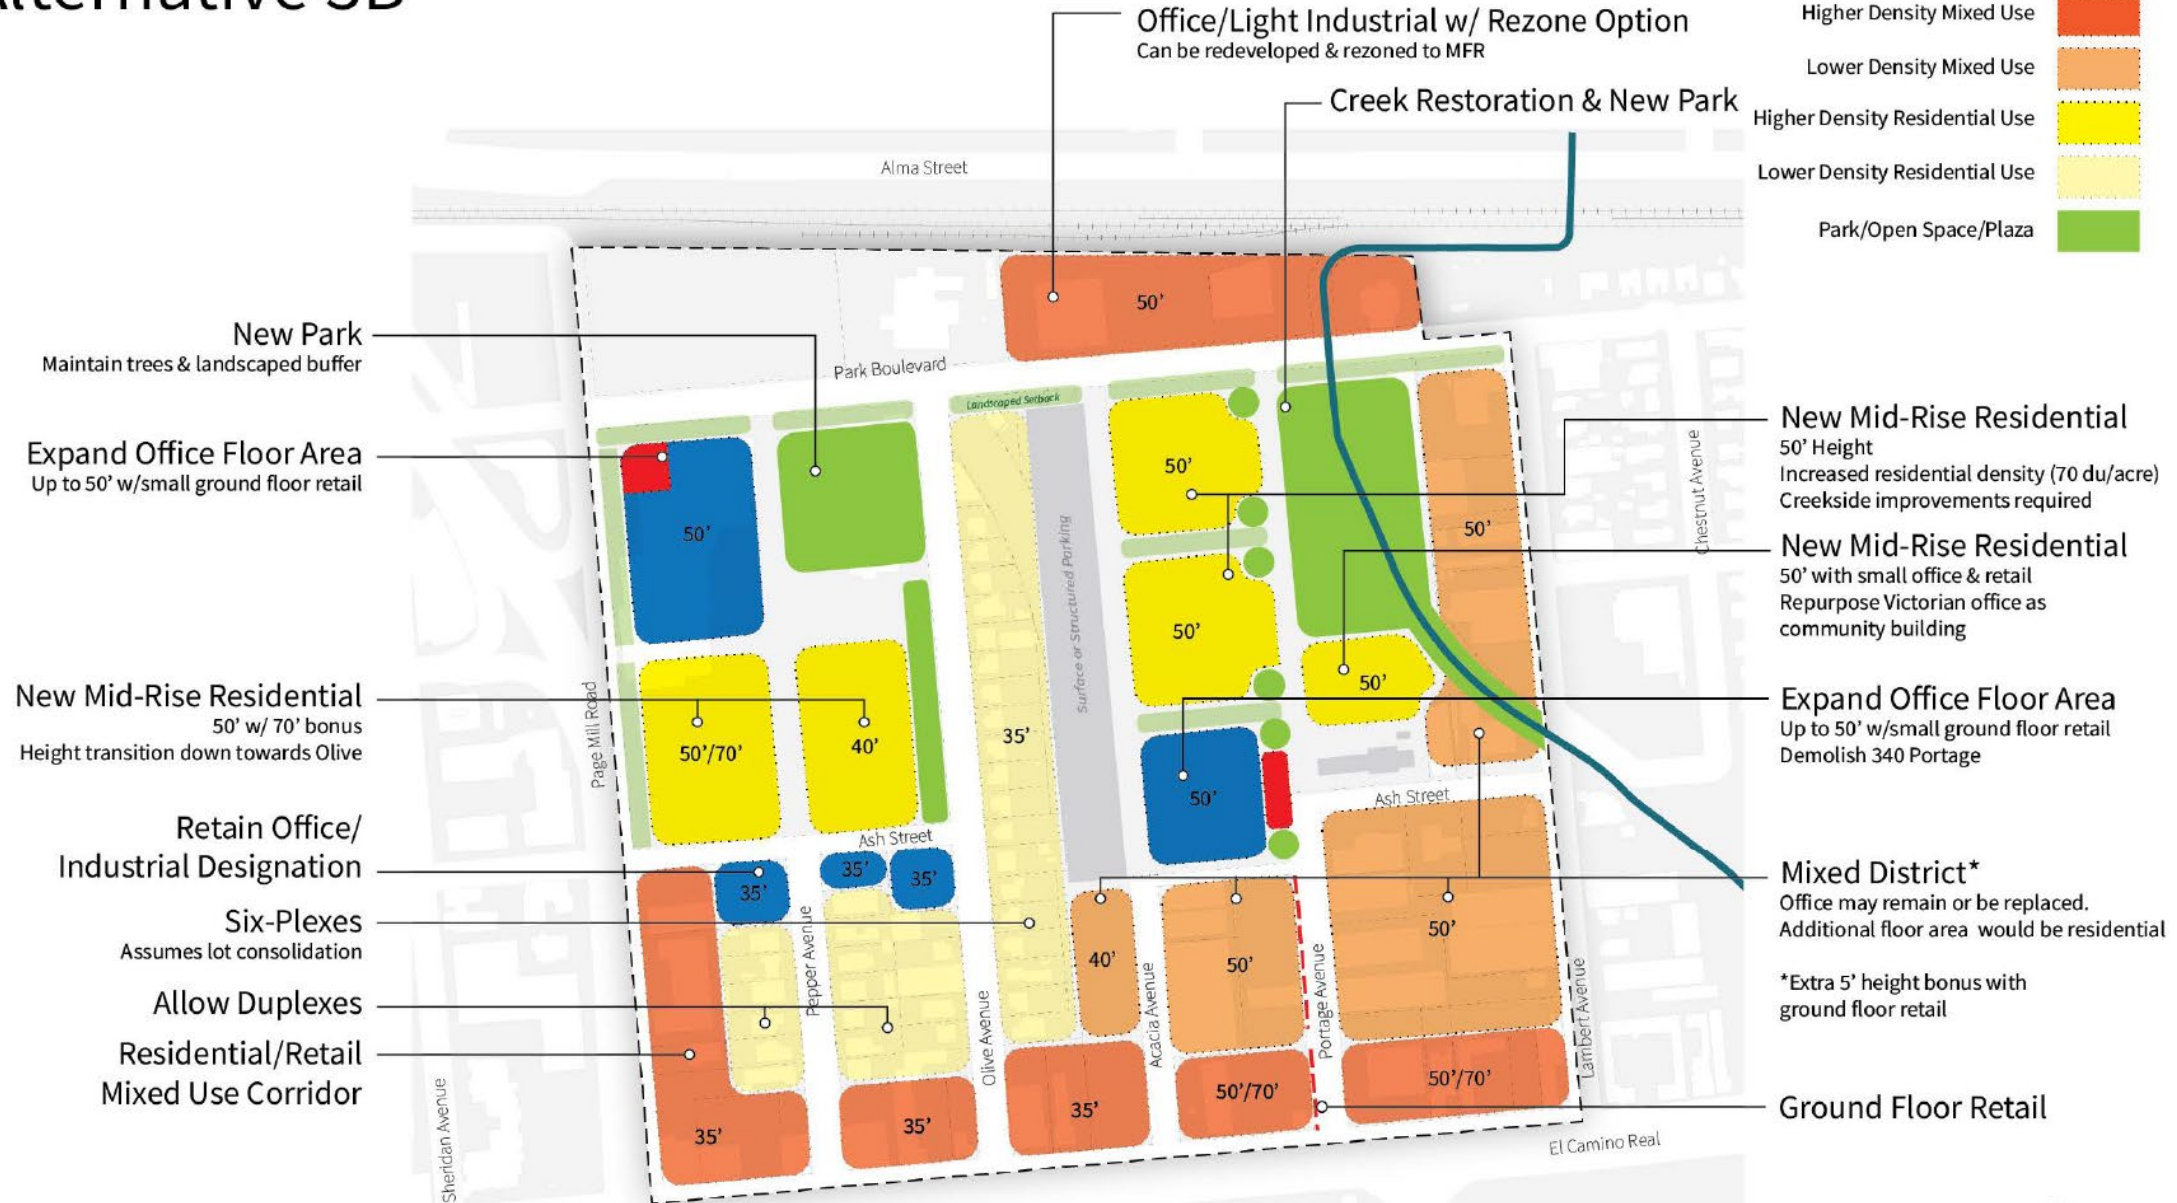 Alternative 3B
Office/Light Industrial w/ Rezone Option
Can be redeveloped & rezoned to MFR
Creek Restoration & New Park
Higher Density Mixed Use
Lower Density Mixed Use
Higher Density Residential Use
Lower Density Residential Use
Park/Open Space/Plaza
Alma Street
New Park
Maintain trees & landscaped buffer
Expand Office Floor Area
Up to 50' w/small ground floor retail
New Mid-Rise Residential
50' w/ 70' bonus
Height transition down towards Olive
Retain Office/
Industrial Designation
Six-Plexes
Assumes lot consolidation
Allow Duplexes
Residential/Retail
Mixed Use Corridor
50'
Park Boulevard
Landscaped Setback
50'
50'
50'
50'
50'
50'/70'
40'
35'
Surface or Structured Parking
50'
Ash Street
Ash Street
35'
35'
35'
40'
50'
50'
35'
35'
35'
50'/70'
50'/70'
Page Mill Road
Sheridan Avenue
Pepper Avenue
Olive Avenue
Acacia Avenue
Portage Avenue
Lambert Avenue
Chestnut Avenue
El Camino Real
New Mid-Rise Residential
50' Height
Increased residential density (70 du/acre)
Creekside improvements required
New Mid-Rise Residential
50' with small office & retail
Repurpose Victorian office as
community building
Expand Office Floor Area
Up to 50' w/small ground floor retail
Demolish 340 Portage
Mixed District*
Office may remain or be replaced.
Additional floor area would be residential
*Extra 5' height bonus with
ground floor retail
Ground Floor Retail